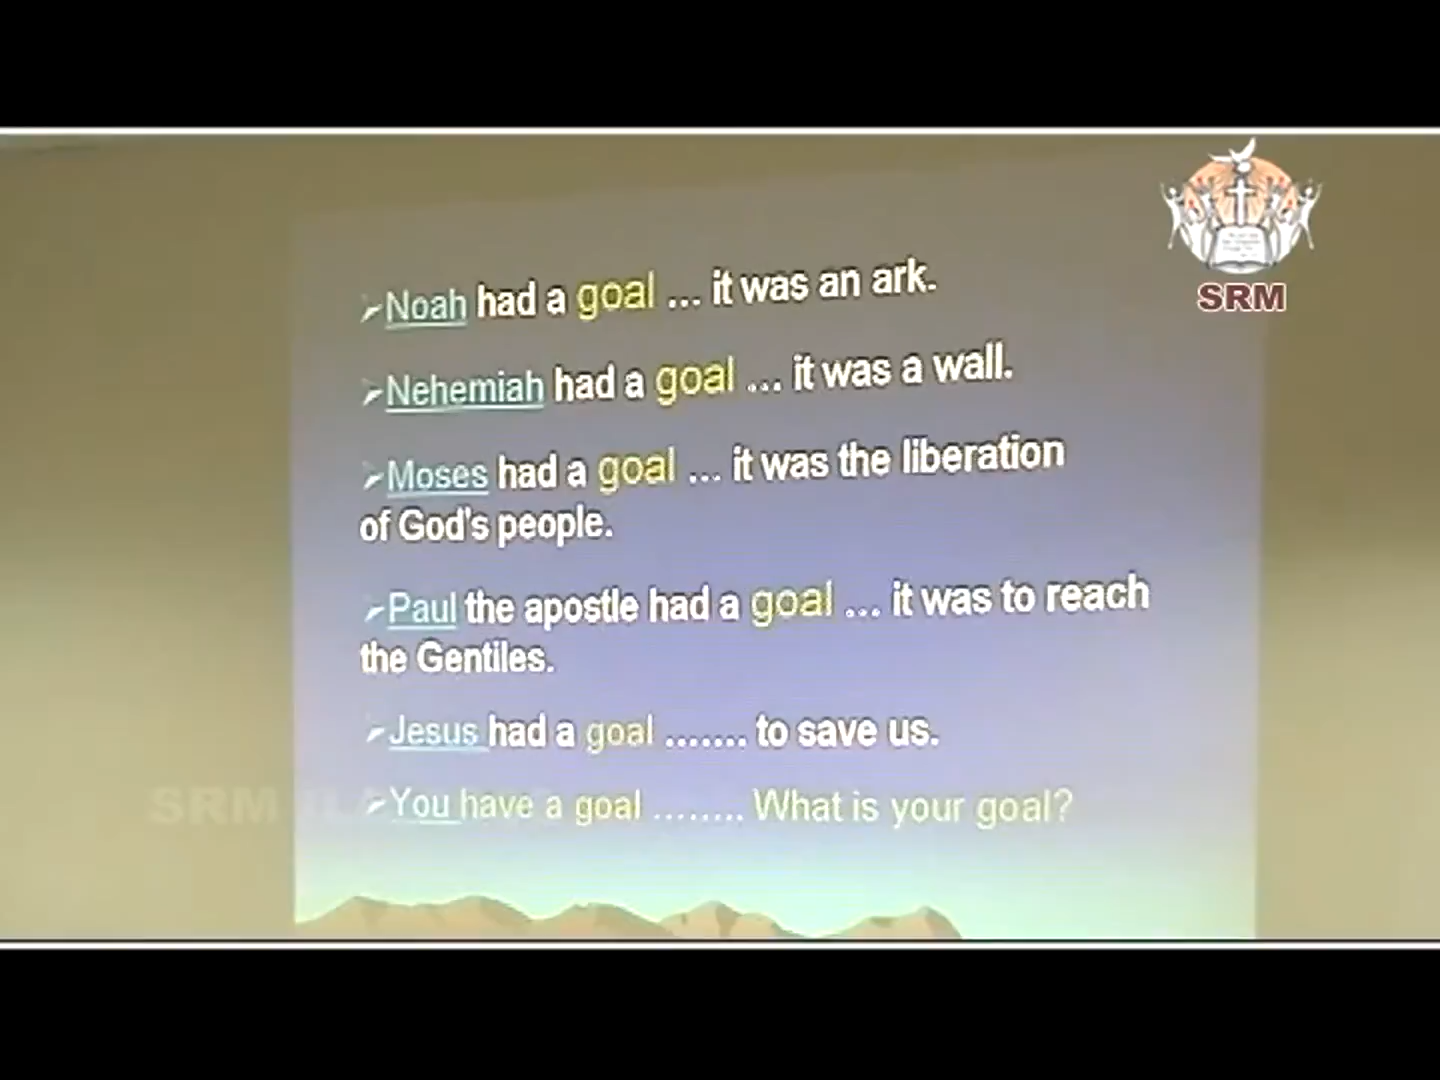 SRM
➢Noah had a goal ... it was an ark.
➢Nehemiah had a goal ... it was a wall.
➢Moses had a goal ... it was the liberation
of God's people.
➢Paul the apostle had a goal ... it was to reach
the Gentiles.
➢Jesus had a goal ....... to save us.
➢You have a goal ........ What is your goal?
SRM